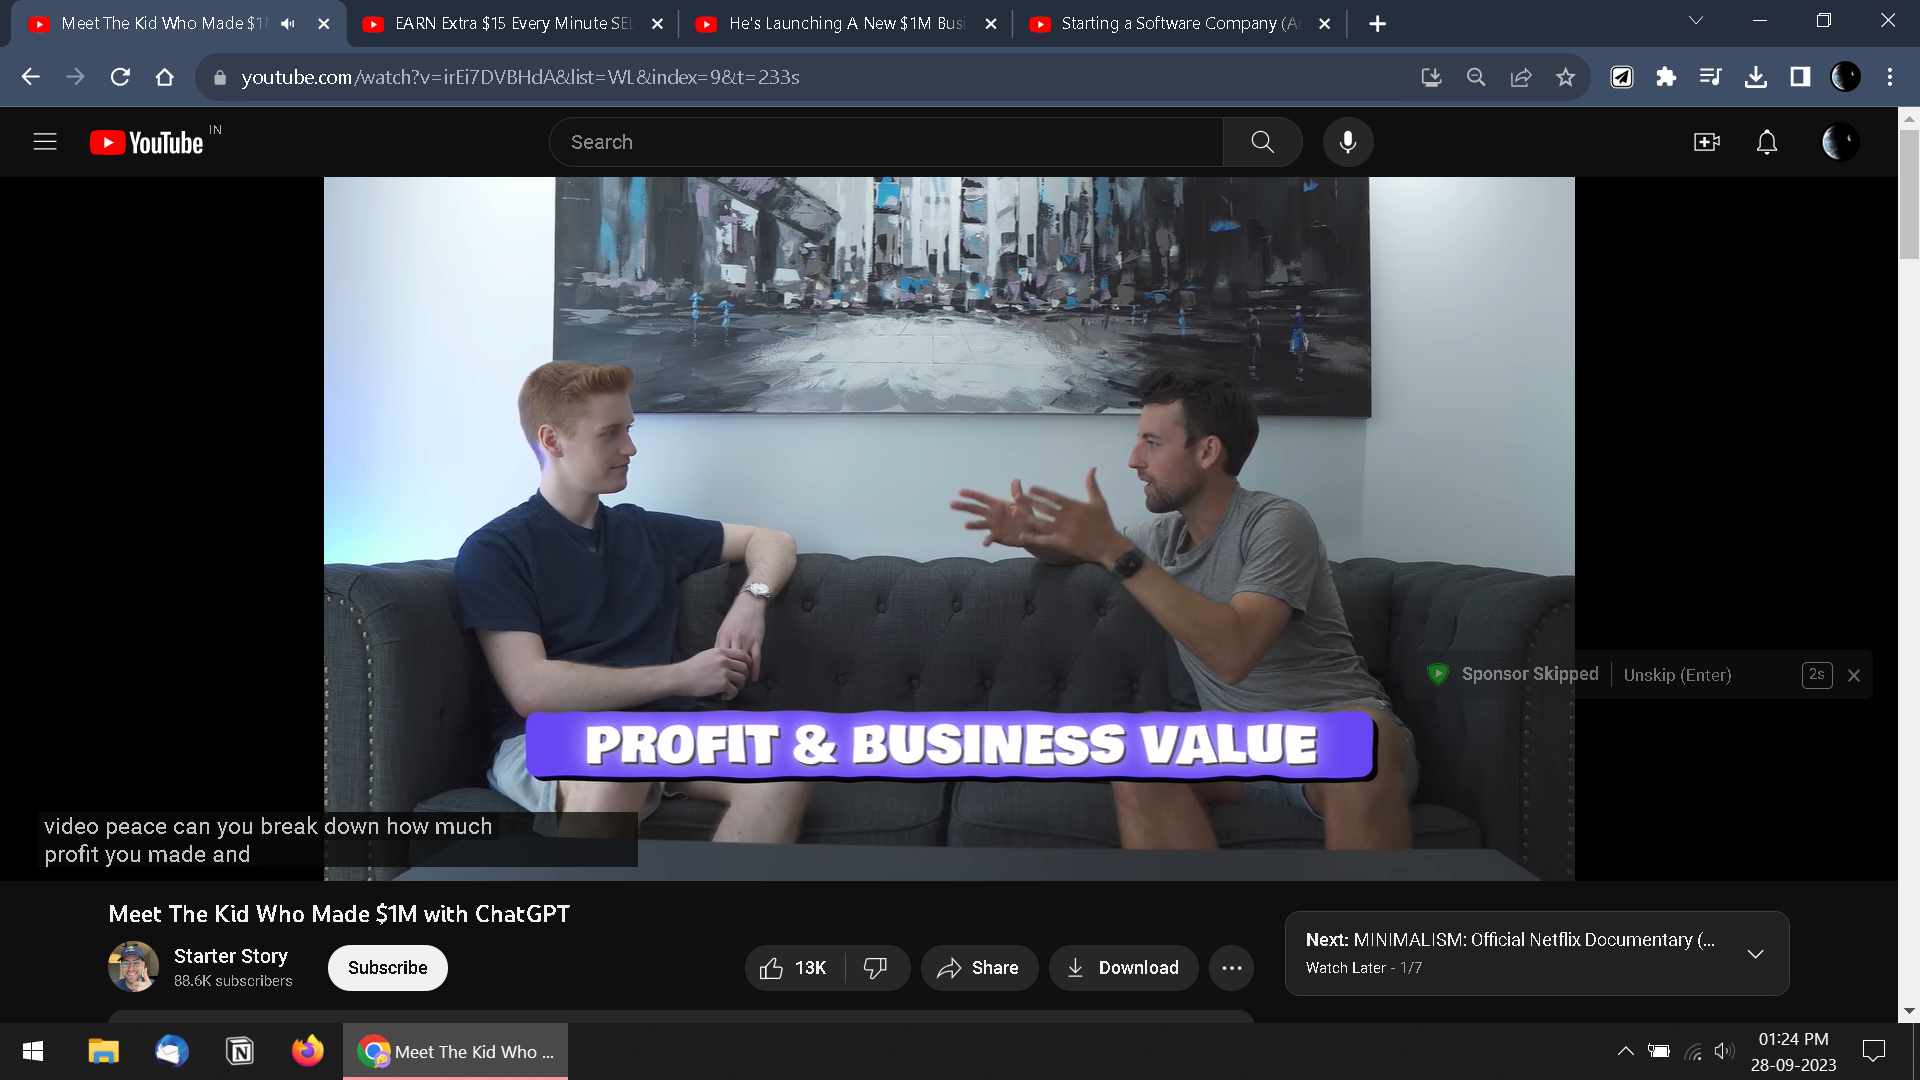 Meet The Kid Who Made $1M
EARN Extra $15 Every Minute SEL
He's Launching A New $1M Busi
Starting a Software Company (A
youtube.com/watch?v=irEi7DVBHdA&list=WL&index=9&t=233s
YouTube IN
Search
Sponsor Skipped
Unskip (Enter)
2s
PROFIT & BUSINESS VALUE
video peace can you break down how much
profit you made and
Meet The Kid Who Made $1M with ChatGPT
Starter Story
88.6K subscribers
Subscribe
13K
Share
Download
Next: MINIMALISM: Official Netflix Documentary (...
Watch Later - 1/7
Meet The Kid Who ...
01:24 PM
28-09-2023